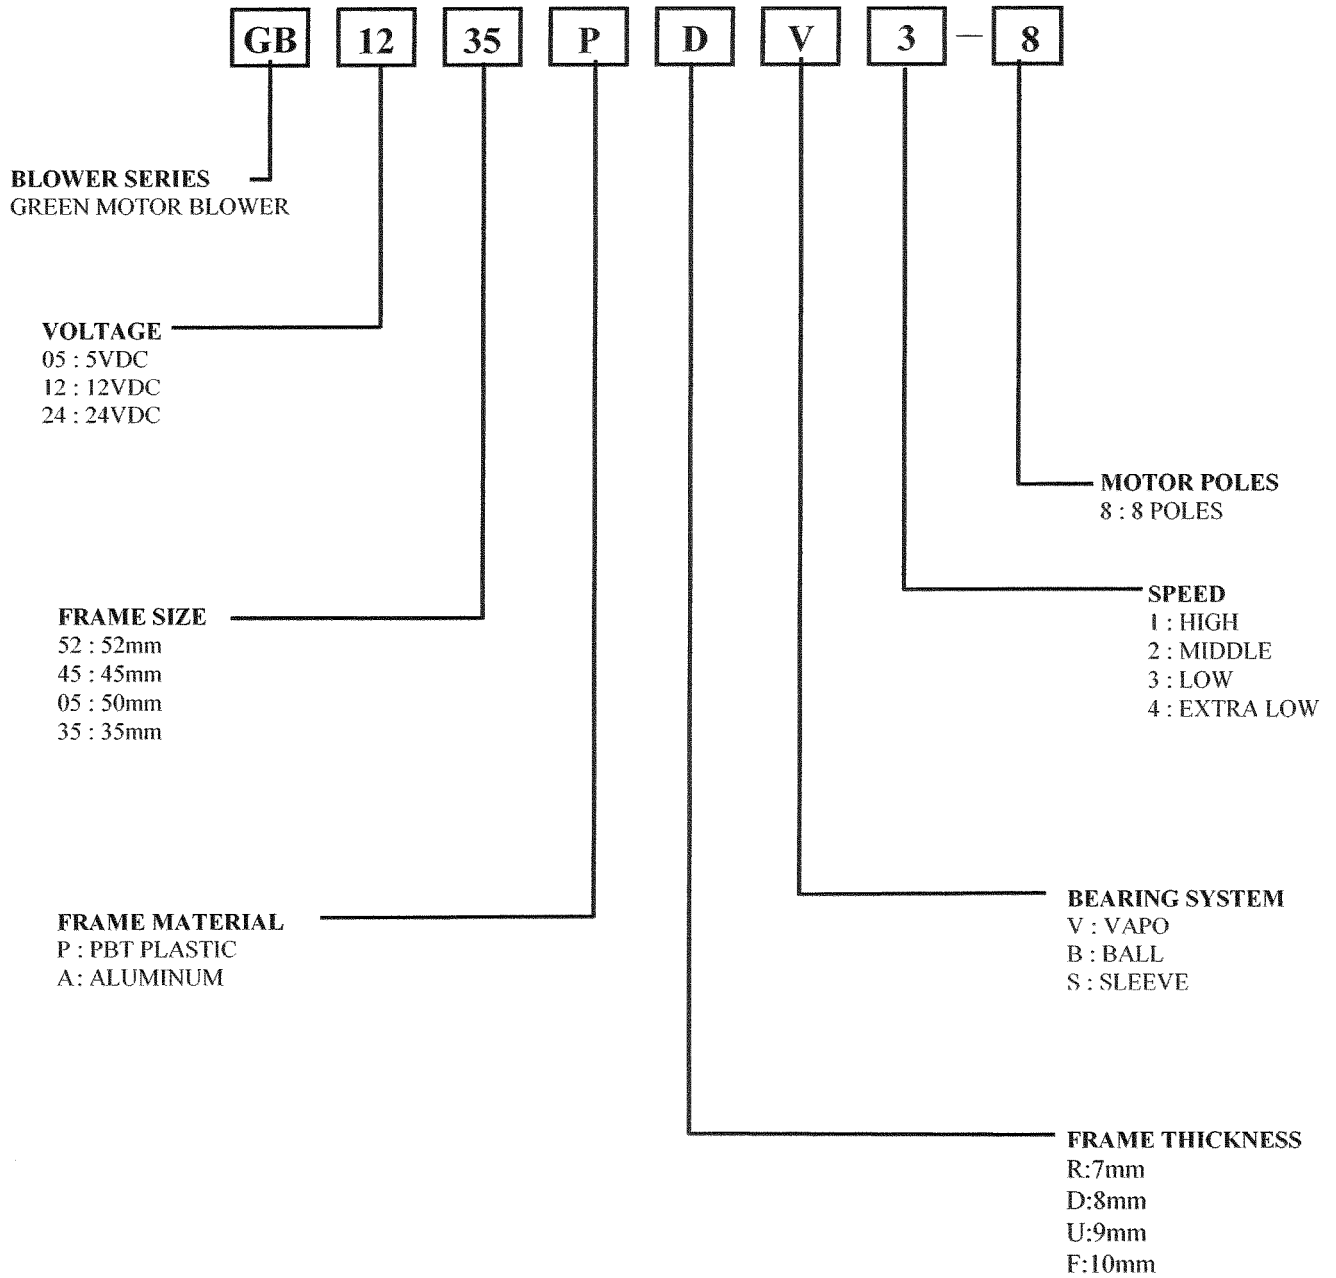 GB 12 35 P D V 3 — 8
BLOWER SERIES
GREEN MOTOR BLOWER
VOLTAGE
05 : 5VDC
12 : 12VDC
24 : 24VDC
MOTOR POLES
8 : 8 POLES
SPEED
1 : HIGH
2 : MIDDLE
3 : LOW
4 : EXTRA LOW
FRAME SIZE
52 : 52mm
45 : 45mm
05 : 50mm
35 : 35mm
BEARING SYSTEM
V : VAPO
B : BALL
S : SLEEVE
FRAME MATERIAL
P : PBT PLASTIC
A: ALUMINUM
FRAME THICKNESS
R:7mm
D:8mm
U:9mm
F:10mm